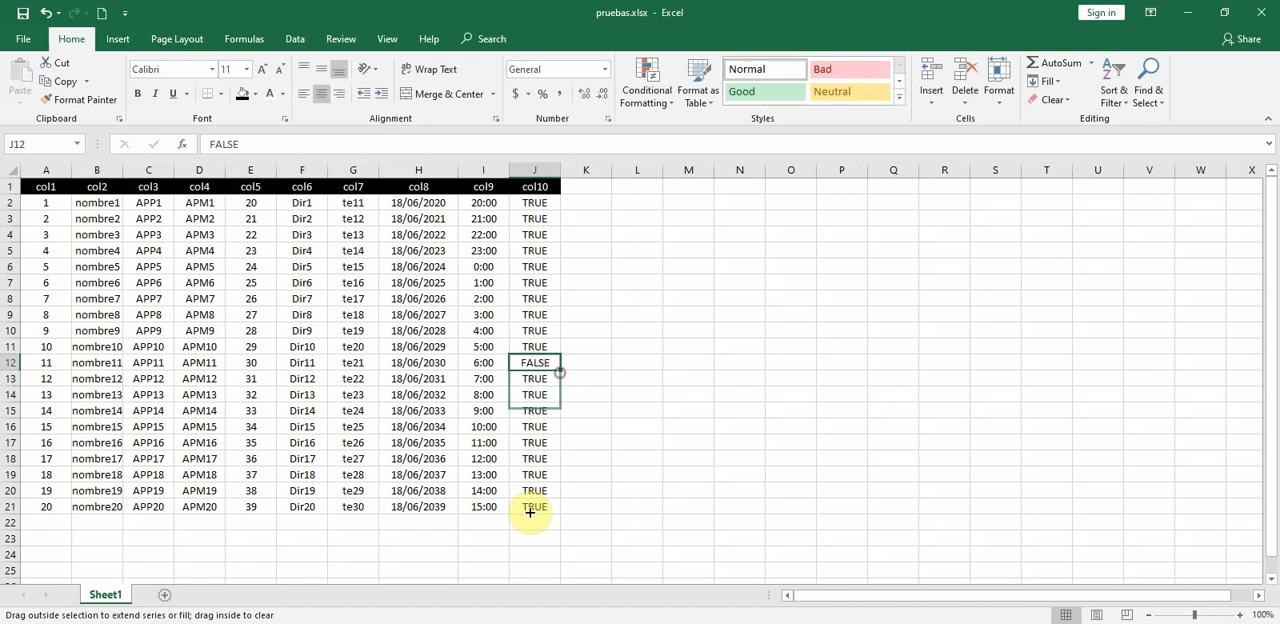 pruebas.xlsx - Excel
Sign in
File Home Insert Page Layout Formulas Data Review View Help Search Share
Paste
Cut
Copy
Format Painter
Clipboard
Calibri 11
B I U A
Font
Wrap Text
Merge & Center
Alignment
General
$ % ,
Number
Conditional Formatting
Format as Table
Normal Bad
Good Neutral
Styles
Insert Delete Format
Cells
AutoSum
Fill
Clear
Sort & Filter
Find & Select
Editing
J12 fx FALSE
A B C D E F G H I J K L M N O P Q R S T U V W X
1 col1 col2 col3 col4 col5 col6 col7 col8 col9 col10
2 1 nombre1 APP1 APM1 20 Dir1 te11 18/06/2020 20:00 TRUE
3 2 nombre2 APP2 APM2 21 Dir2 te12 18/06/2021 21:00 TRUE
4 3 nombre3 APP3 APM3 22 Dir3 te13 18/06/2022 22:00 TRUE
5 4 nombre4 APP4 APM4 23 Dir4 te14 18/06/2023 23:00 TRUE
6 5 nombre5 APP5 APM5 24 Dir5 te15 18/06/2024 0:00 TRUE
7 6 nombre6 APP6 APM6 25 Dir6 te16 18/06/2025 1:00 TRUE
8 7 nombre7 APP7 APM7 26 Dir7 te17 18/06/2026 2:00 TRUE
9 8 nombre8 APP8 APM8 27 Dir8 te18 18/06/2027 3:00 TRUE
10 9 nombre9 APP9 APM9 28 Dir9 te19 18/06/2028 4:00 TRUE
11 10 nombre10 APP10 APM10 29 Dir10 te20 18/06/2029 5:00 TRUE
12 11 nombre11 APP11 APM11 30 Dir11 te21 18/06/2030 6:00 FALSE
13 12 nombre12 APP12 APM12 31 Dir12 te22 18/06/2031 7:00 TRUE
14 13 nombre13 APP13 APM13 32 Dir13 te23 18/06/2032 8:00 TRUE
15 14 nombre14 APP14 APM14 33 Dir14 te24 18/06/2033 9:00 TRUE
16 15 nombre15 APP15 APM15 34 Dir15 te25 18/06/2034 10:00 TRUE
17 16 nombre16 APP16 APM16 35 Dir16 te26 18/06/2035 11:00 TRUE
18 17 nombre17 APP17 APM17 36 Dir17 te27 18/06/2036 12:00 TRUE
19 18 nombre18 APP18 APM18 37 Dir18 te28 18/06/2037 13:00 TRUE
20 19 nombre19 APP19 APM19 38 Dir19 te29 18/06/2038 14:00 TRUE
21 20 nombre20 APP20 APM20 39 Dir20 te30 18/06/2039 15:00 TRUE
22
23
24
25
Sheet1
Drag outside selection to extend series or fill; drag inside to clear
100%